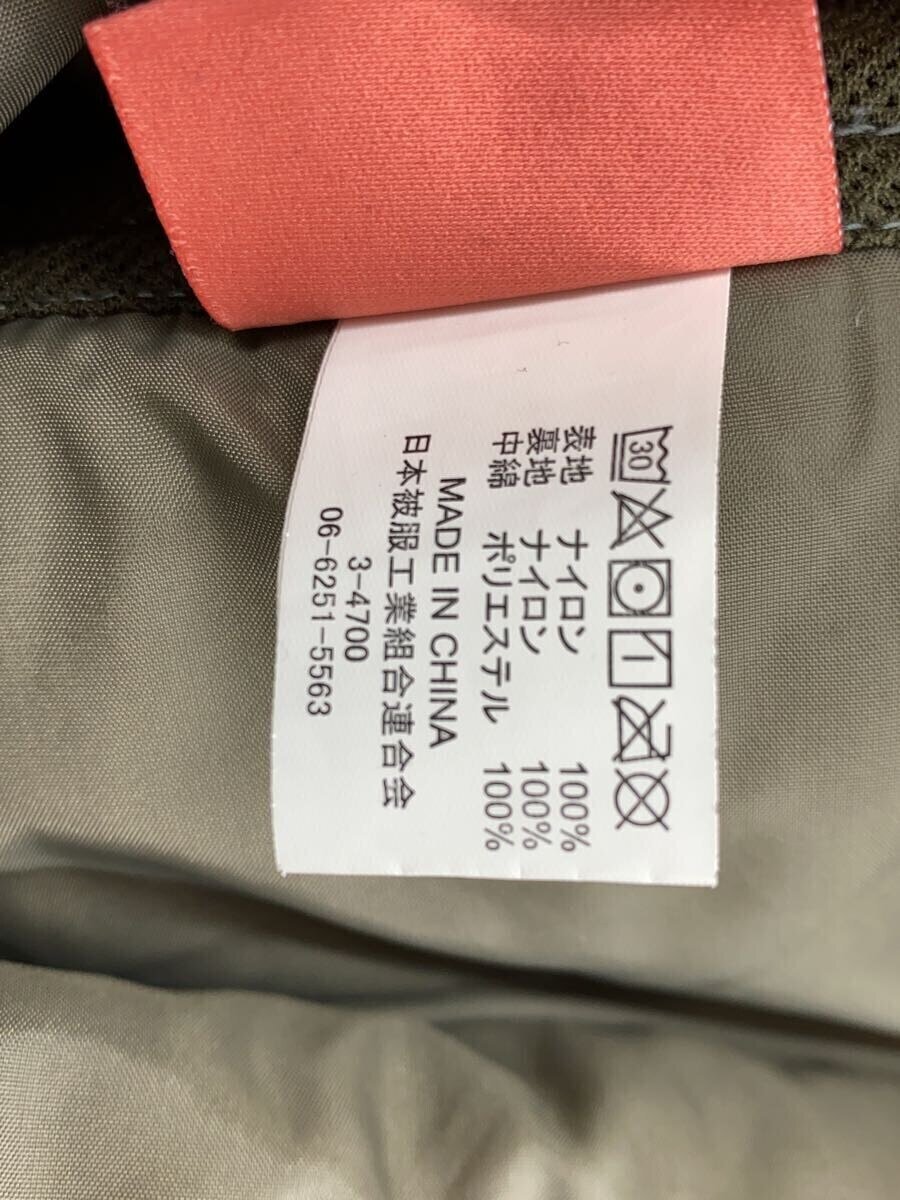 30
表地 ナイロン 100%
裏地 ナイロン 100%
中綿 ポリエステル 100%
MADE IN CHINA
日本被服工業組合連合会
3-4700
06-6251-5563